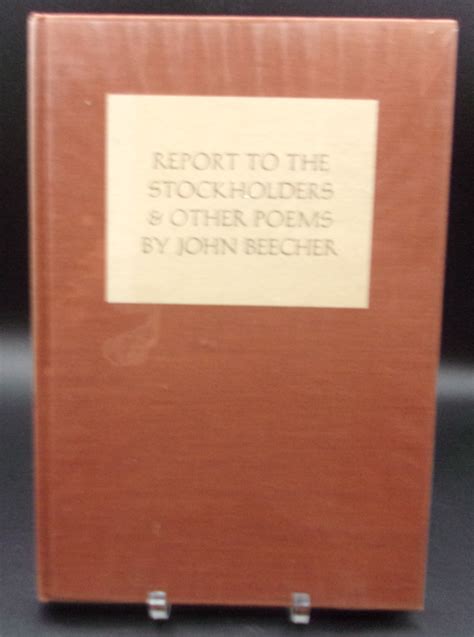 REPORT TO THE
STOCKHOLDERS
& OTHER POEMS
BY JOHN BEECHER